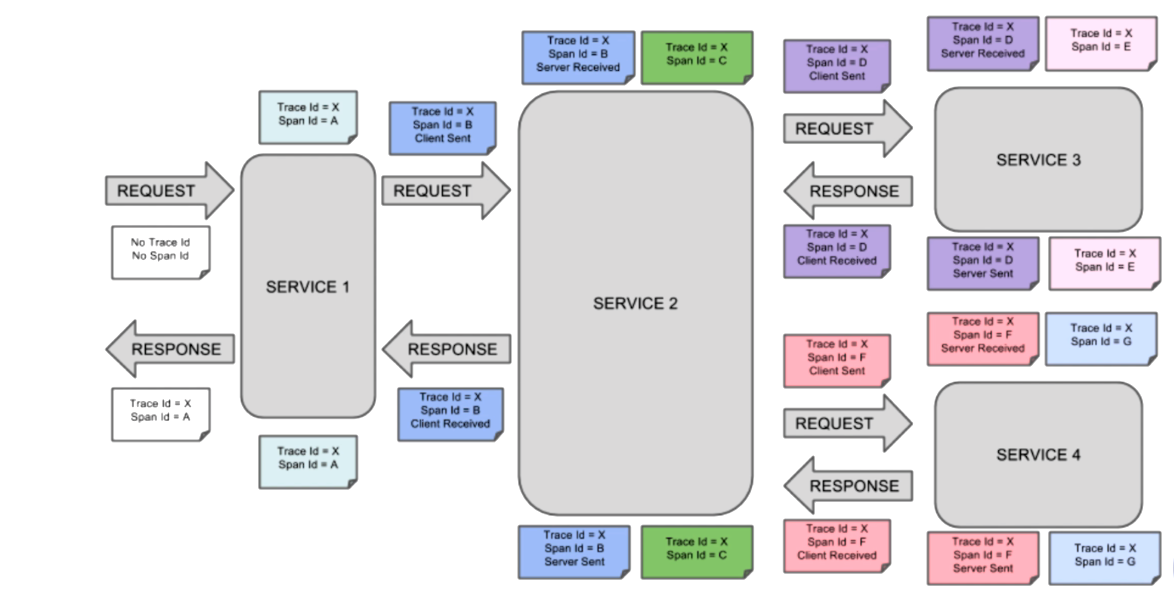 Trace Id = X
Span Id = B
Server Received
Trace Id = X
Span Id = C
Trace Id = X
Span Id = D
Client Sent
Trace Id = X
Span Id = D
Server Received
Trace Id = X
Span Id = E
Trace Id = X
Span Id = A
Trace Id = X
Span Id = B
Client Sent
REQUEST
SERVICE 3
REQUEST
REQUEST
RESPONSE
No Trace Id
No Span Id
Trace Id = X
Span Id = D
Client Received
Trace Id = X
Span Id = D
Server Sent
Trace Id = X
Span Id = E
SERVICE 1
SERVICE 2
RESPONSE
RESPONSE
Trace Id = X
Span Id = F
Client Sent
Trace Id = X
Span Id = F
Server Received
Trace Id = X
Span Id = G
Trace Id = X
Span Id = A
Trace Id = X
Span Id = B
Client Received
REQUEST
SERVICE 4
Trace Id = X
Span Id = A
RESPONSE
Trace Id = X
Span Id = B
Server Sent
Trace Id = X
Span Id = C
Trace Id = X
Span Id = F
Client Received
Trace Id = X
Span Id = F
Server Sent
Trace Id = X
Span Id = G